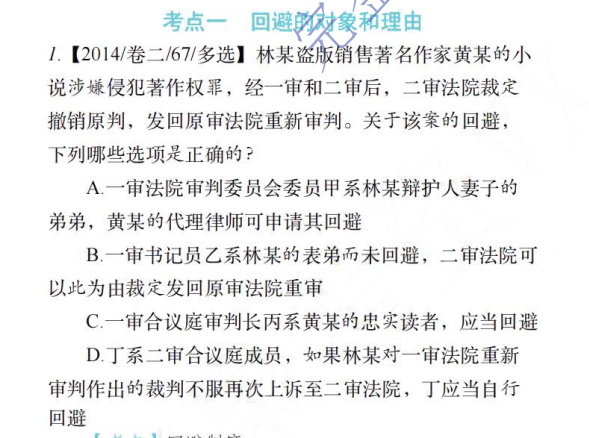 考点一 回避的对象和理由
1.【2014/卷二/67/多选】林某盗版销售著名作家黄某的小
说涉嫌侵犯著作权罪，经一审和二审后，二审法院裁定
撤销原判，发回原审法院重新审判。关于该案的回避，
下列哪些选项是正确的？
A.一审法院审判委员会委员甲系林某辩护人妻子的
弟弟，黄某的代理律师可申请其回避
B.一审书记员乙系林某的表弟而未回避，二审法院可
以此为由裁定发回原审法院重审
C.一审合议庭审判长丙系黄某的忠实读者，应当回避
D.丁系二审合议庭成员，如果林某对一审法院重新
审判作出的裁判不服再次上诉至二审法院，丁应当自行
回避